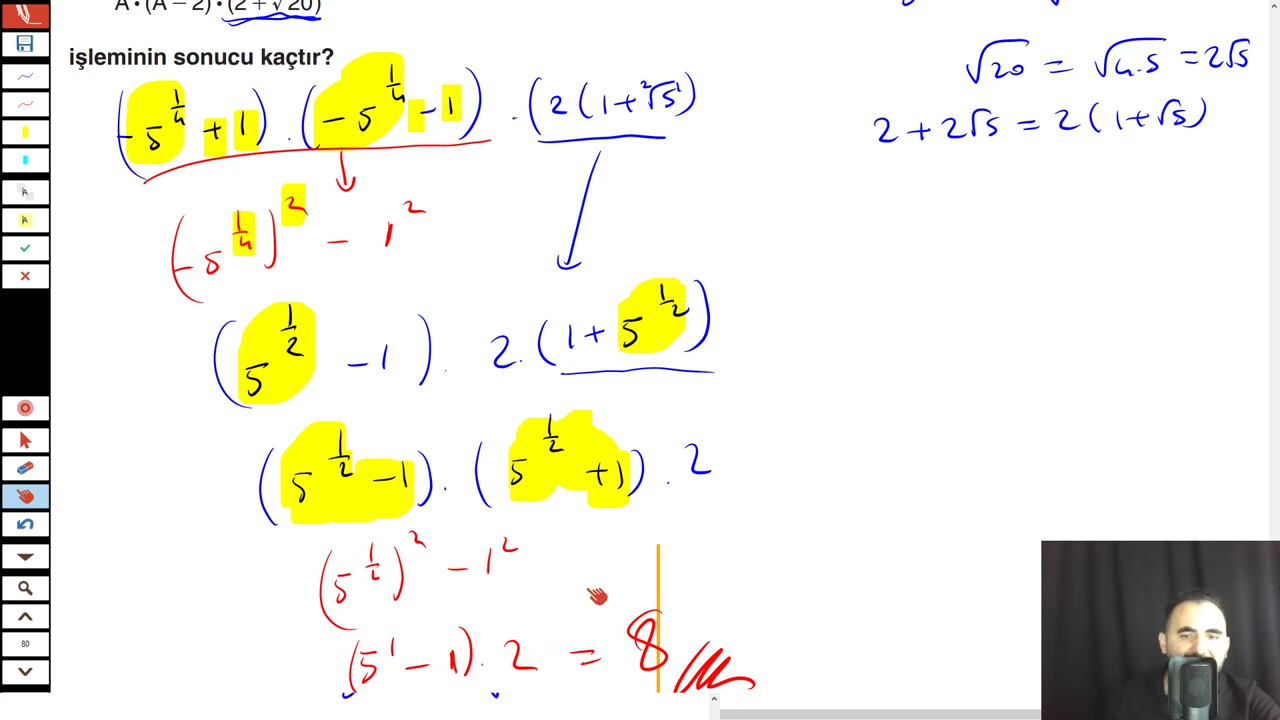 A • (A – 2) • (2 + √20)
işleminin sonucu kaçtır?
√20 = √4.5 = 2√5
2 + 2√5 = 2(1+√5)
(-5^{1/4} + 1) . (-5^{1/4} - 1) . (2(1+²√5¹)
(-5^{1/4})² - 1²
(5^{1/2} - 1) . 2.(1+5^{1/2})
(5^{1/2} - 1) . (5^{1/2} + 1) . 2
(5^{1/2})² - 1²
(5¹ - 1) . 2 = 8
80